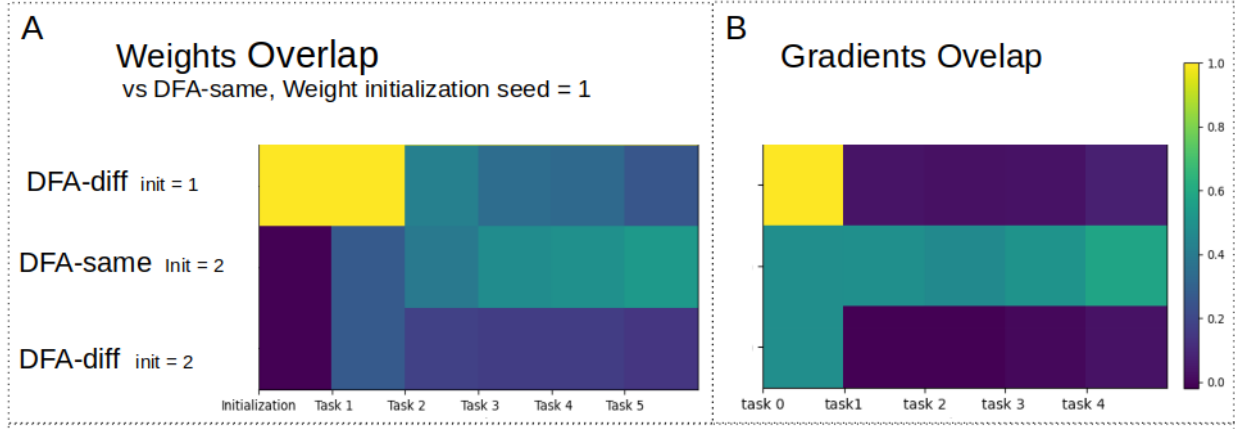 A
Weights Overlap
vs DFA-same, Weight initialization seed = 1
DFA-diff init = 1
DFA-same Init = 2
DFA-diff init = 2
Initialization Task 1 Task 2 Task 3 Task 4 Task 5
B
Gradients Ovelap
task 0 task1 task 2 task 3 task 4
1.0
0.8
0.6
0.4
0.2
0.0